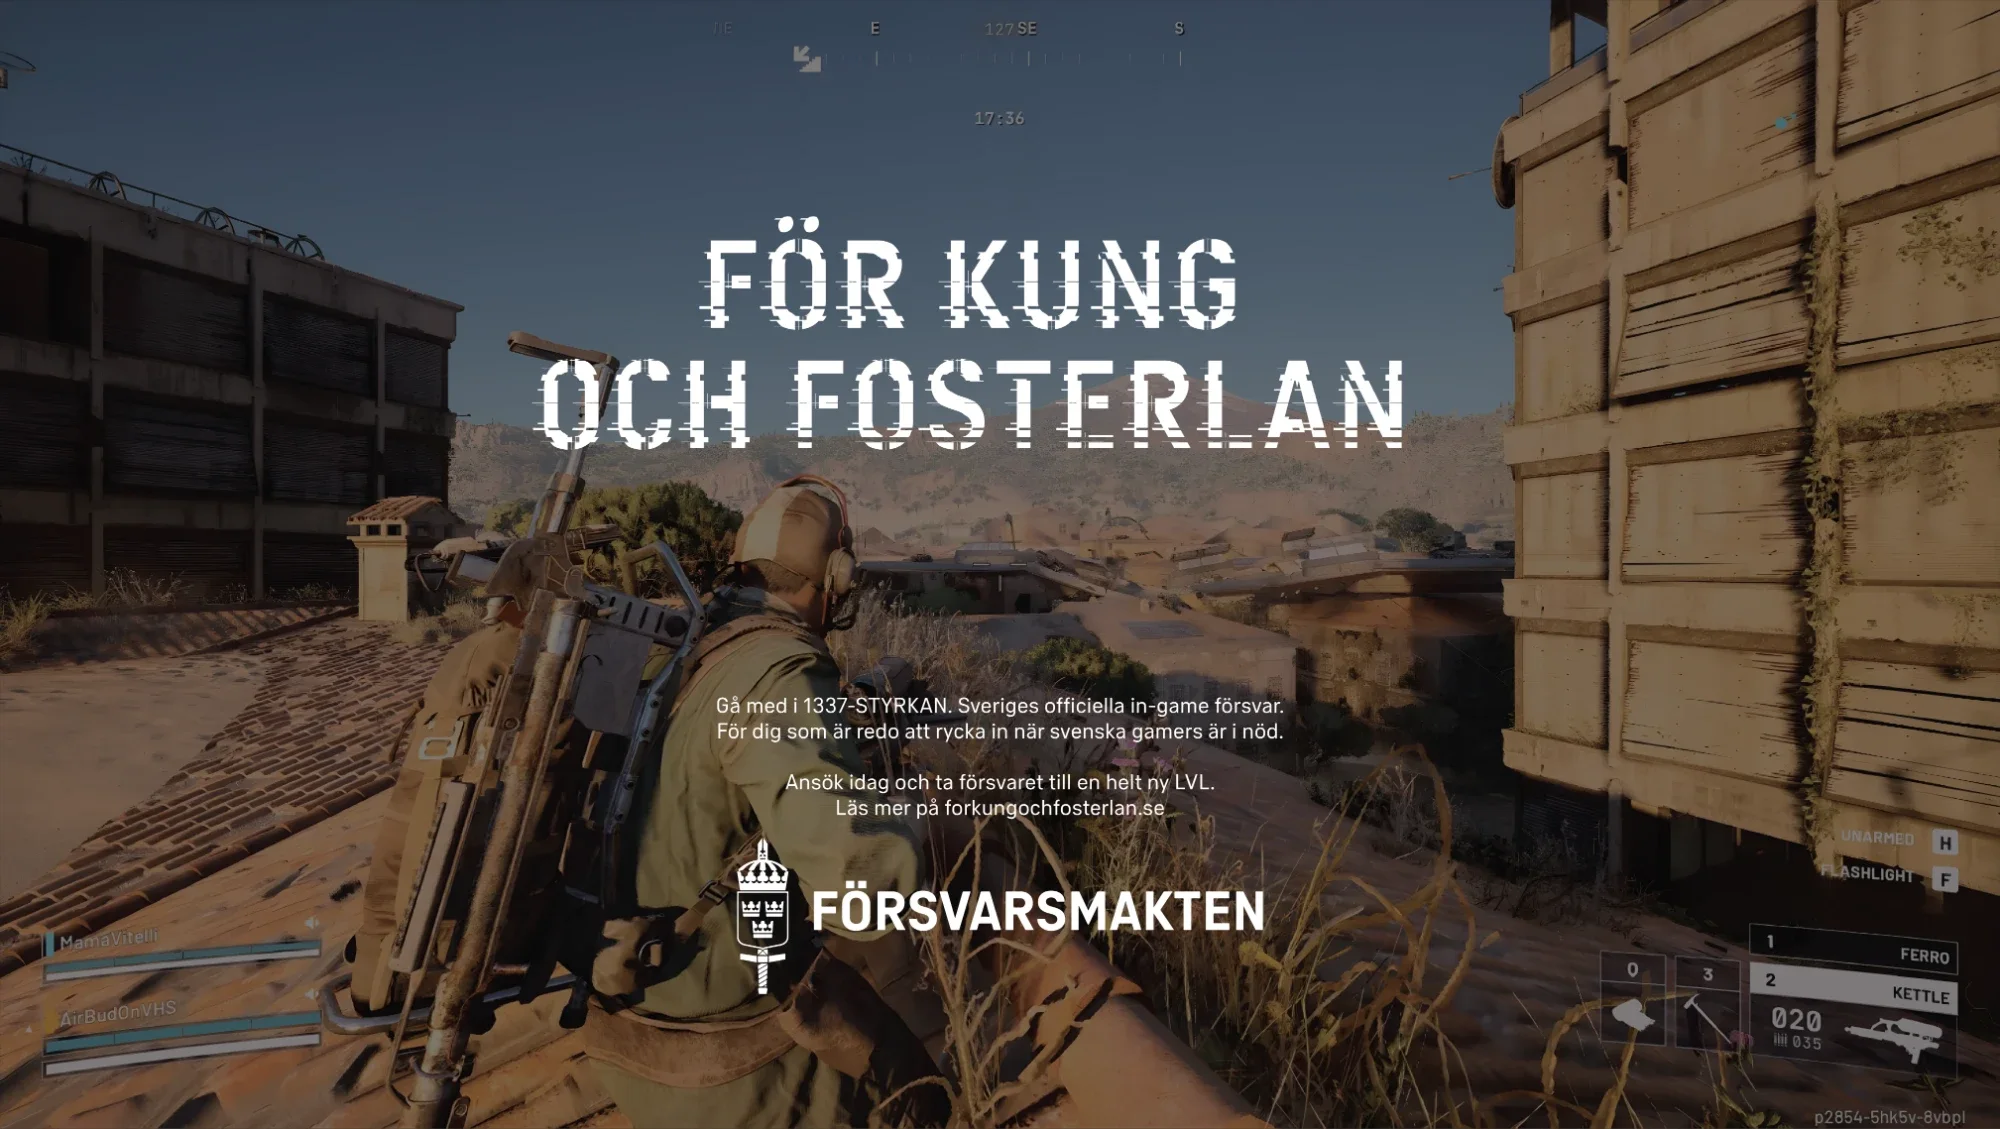 NE E 127 SE S
17:36
FÖR KUNG
OCH FOSTERLAN
Gå med i 1337-STYRKAN. Sveriges officiella in-game försvar.
För dig som är redo att rycka in när svenska gamers är i nöd.
Ansök idag och ta försvaret till en helt ny LVL.
Läs mer på forkungochfosterlan.se
FÖRSVARSMAKTEN
UNARMED H
FLASHLIGHT F
MamaVitelli
AirBudOnVHS
1 FERRO
2 KETTLE
0 3
020
035
p2854-5hk5v-8vbpl